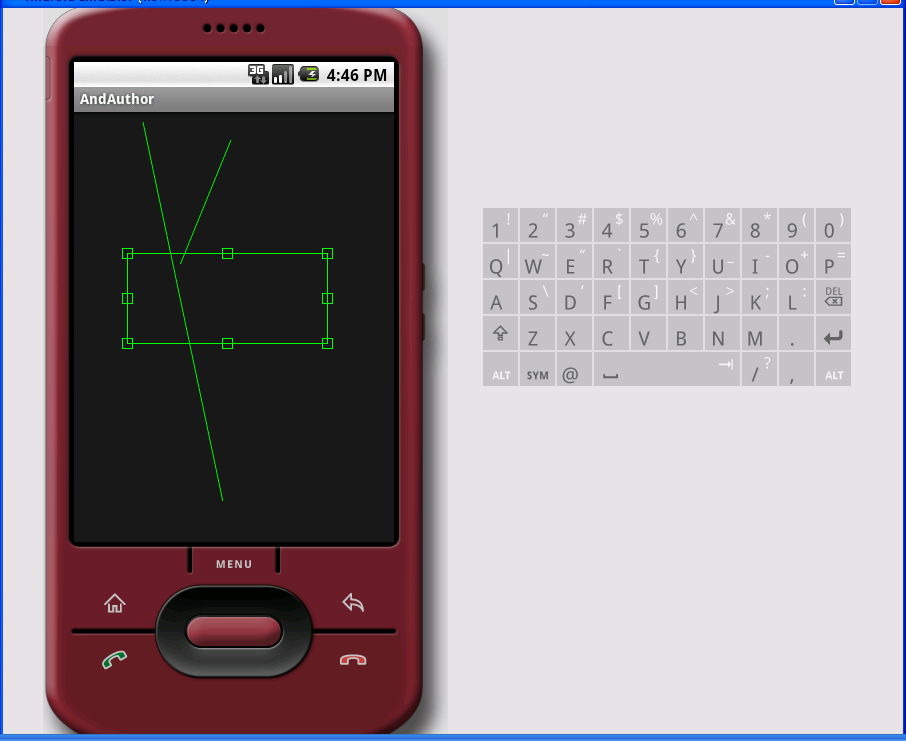 3G 4:46 PM
AndAuthor
MENU
1 ! 2 “ 3 # 4 $ 5 % 6 ^ 7 & 8 * 9 ( 0 )
Q | W ~ E “ R ` T { Y } U _ I - O + P =
A S \ D ‘ F [ G ] H < J > K ; L : DEL
Z X C V B N M .
ALT SYM @ / ? , ALT